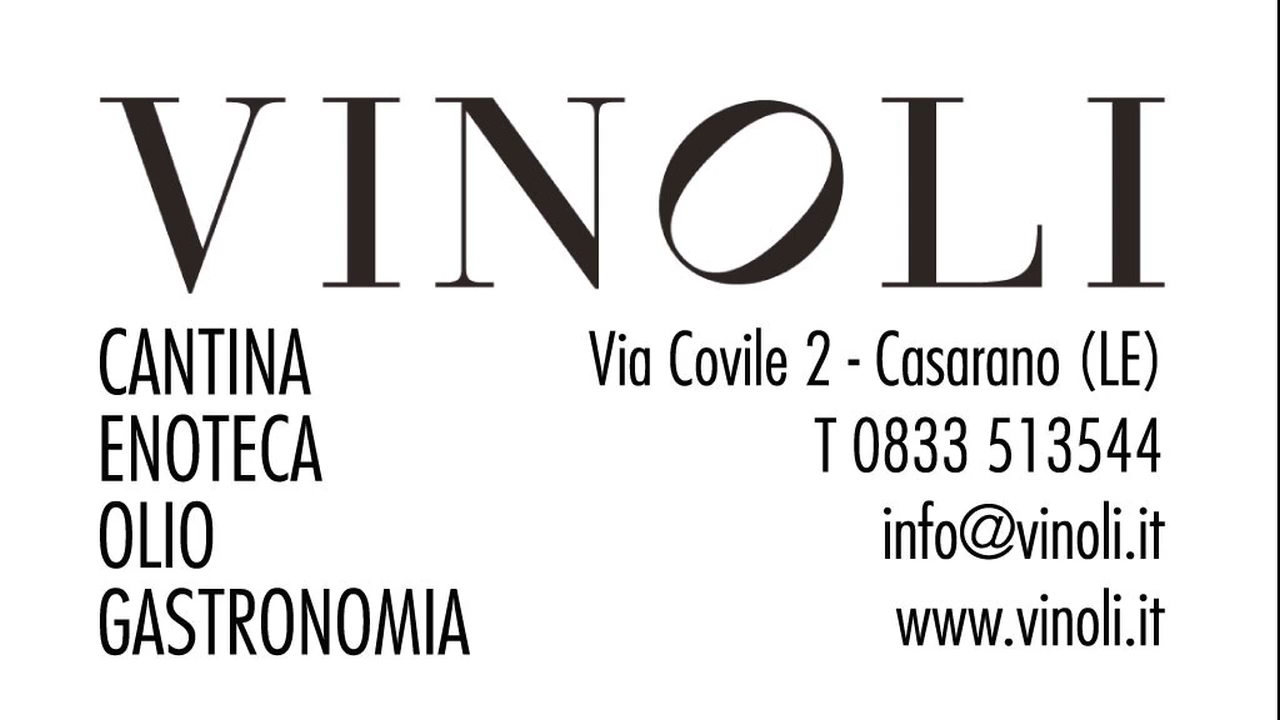 VINOLI
CANTINA
ENOTECA
OLIO
GASTRONOMIA
Via Covile 2 - Casarano (LE)
T 0833 513544
info@vinoli.it
www.vinoli.it